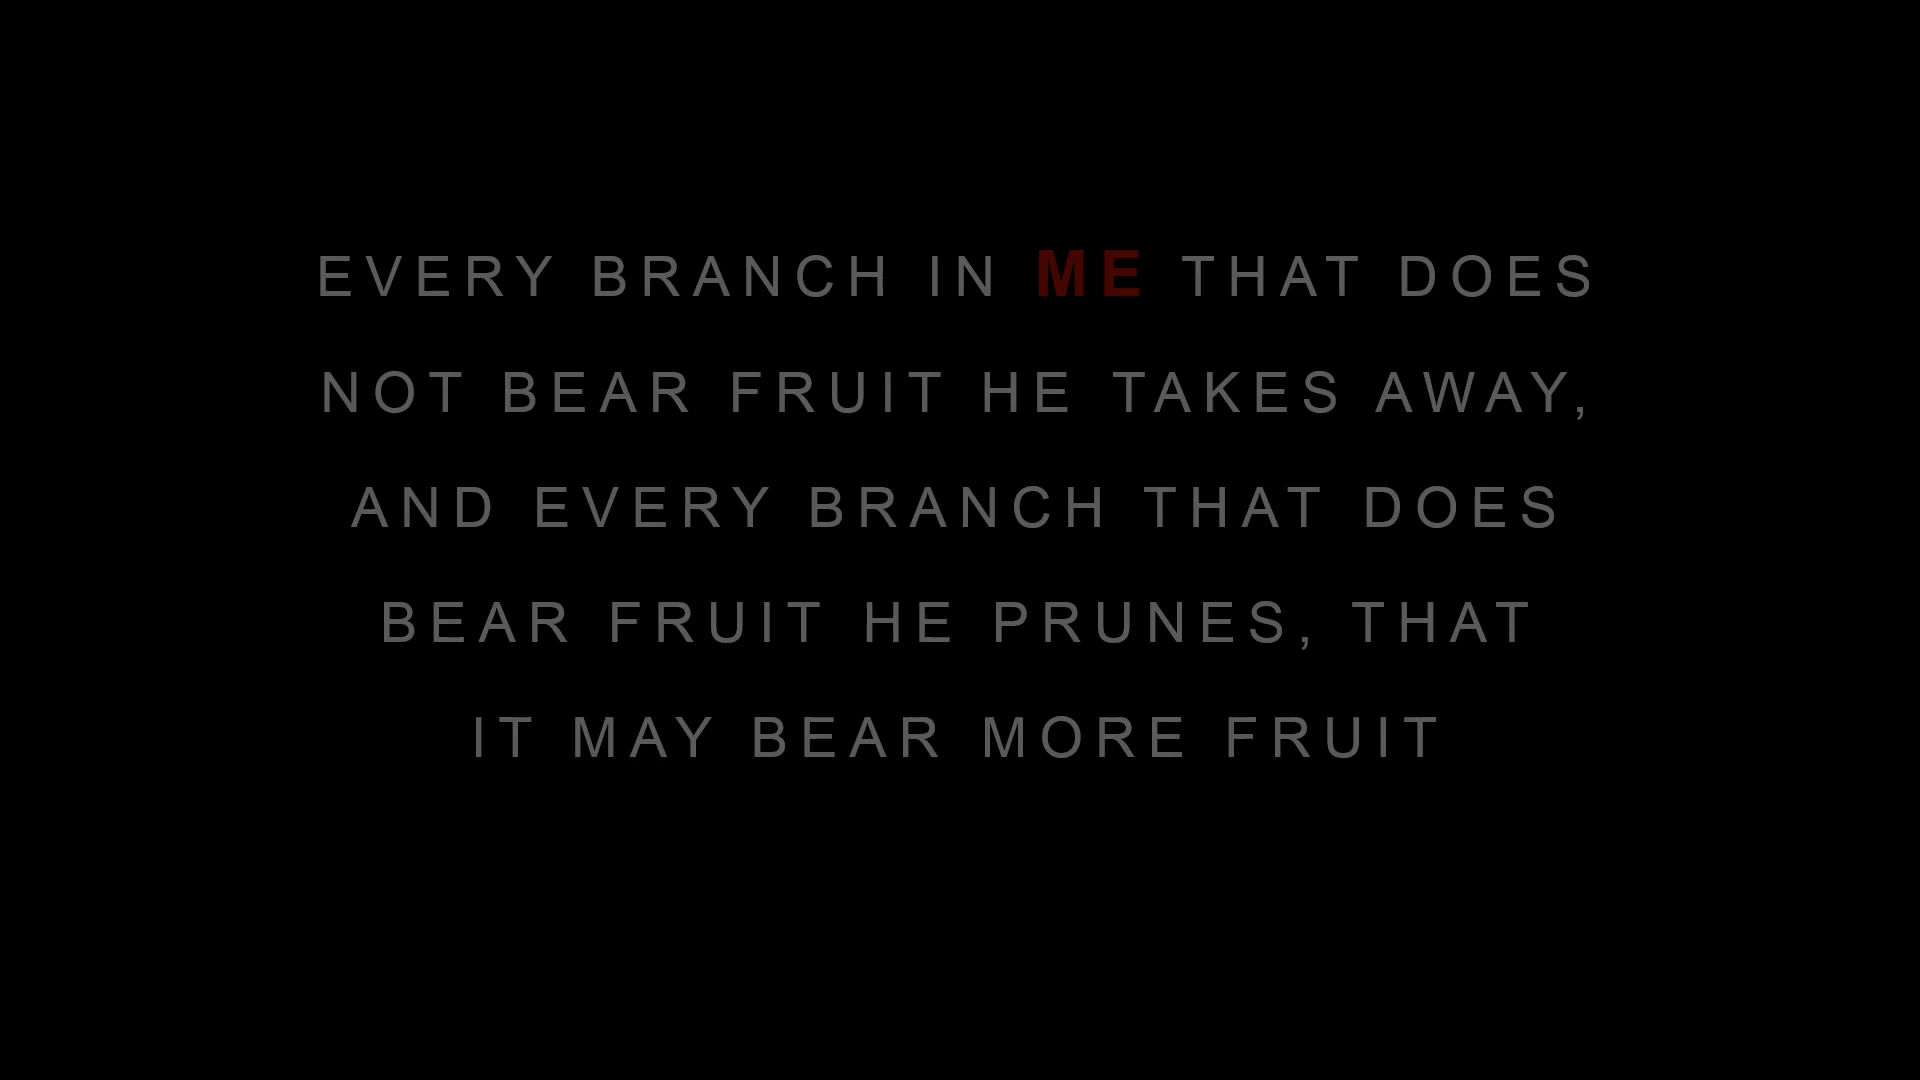 EVERY BRANCH IN ME THAT DOES
NOT BEAR FRUIT HE TAKES AWAY,
AND EVERY BRANCH THAT DOES
BEAR FRUIT HE PRUNES, THAT
IT MAY BEAR MORE FRUIT